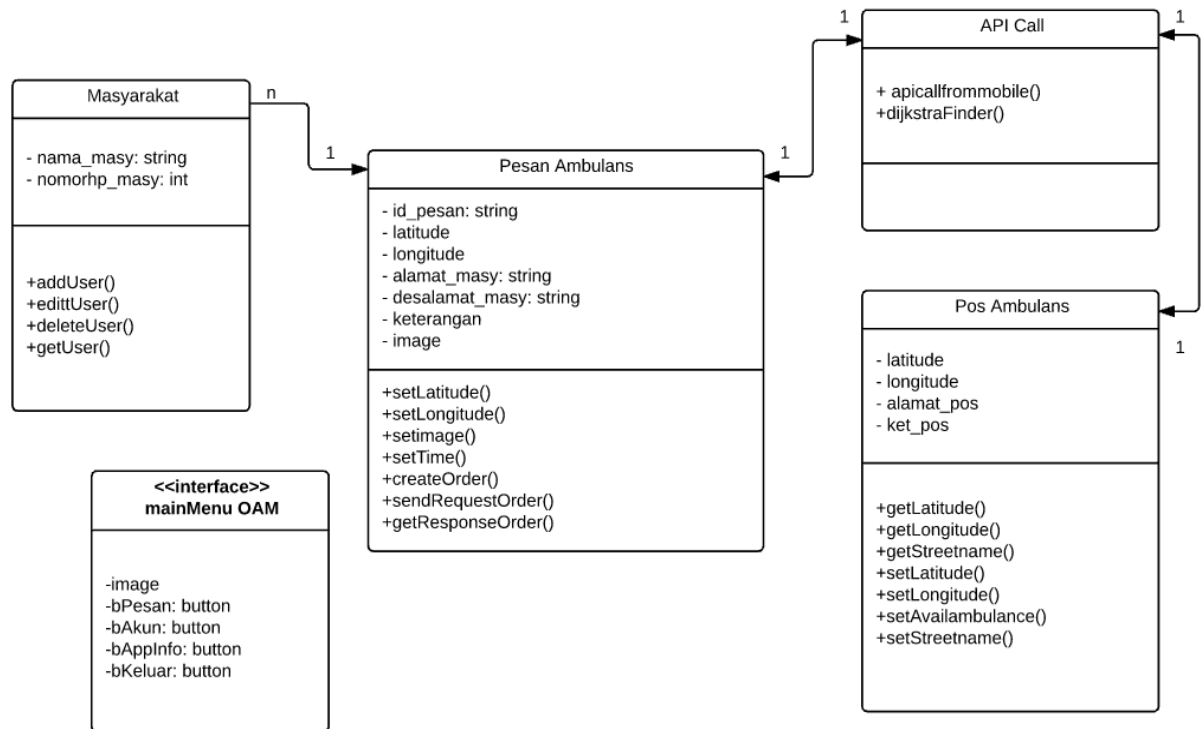 Masyarakat
- nama_masy: string
- nomorhp_masy: int
+addUser()
+edittUser()
+deleteUser()
+getUser()
n
1
Pesan Ambulans
- id_pesan: string
- latitude
- longitude
- alamat_masy: string
- desalamat_masy: string
- keterangan
- image
+setLatitude()
+setLongitude()
+setimage()
+setTime()
+createOrder()
+sendRequestOrder()
+getResponseOrder()
1
1
API Call
+ apicallfrommobile()
+dijkstraFinder()
1
1
Pos Ambulans
- latitude
- longitude
- alamat_pos
- ket_pos
+getLatitude()
+getLongitude()
+getStreetname()
+setLatitude()
+setLongitude()
+setAvailambulance()
+setStreetname()
<<interface>>
mainMenu OAM
-image
-bPesan: button
-bAkun: button
-bAppInfo: button
-bKeluar: button